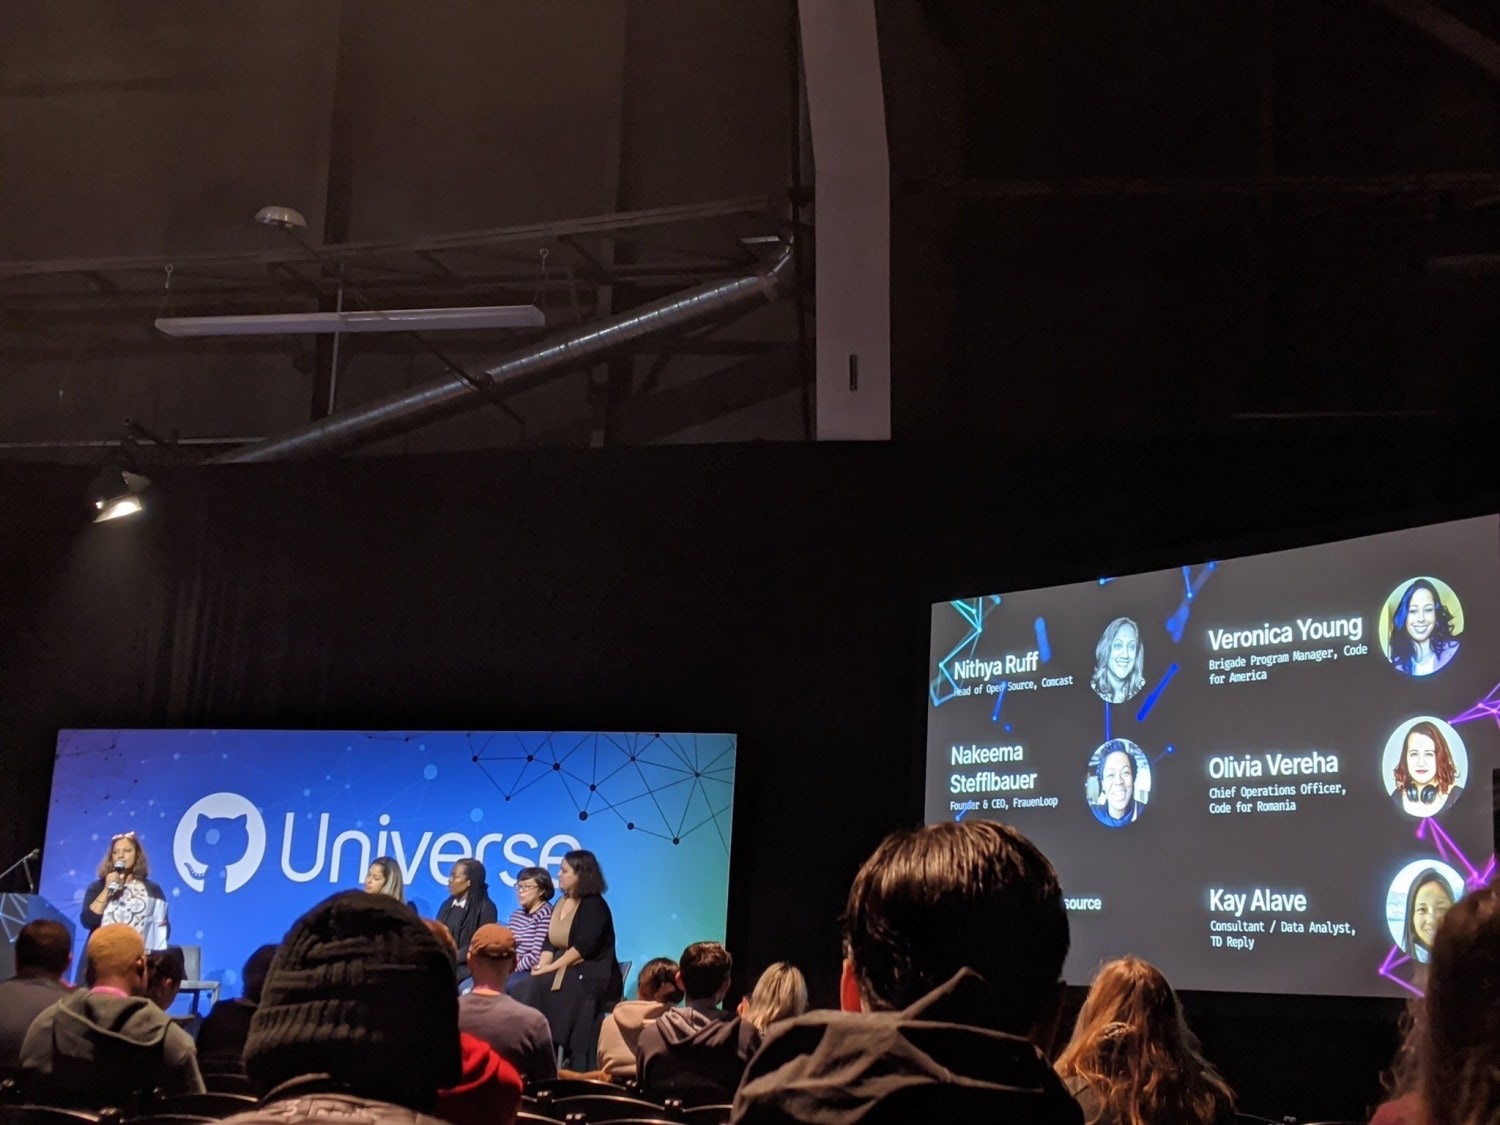 Universe
Nithya Ruff
Head of Open Source, Comcast
Nakeema
Stefflbauer
Founder & CEO, FrauenLoop
source
Veronica Young
Brigade Program Manager, Code
for America
Olivia Vereha
Chief Operations Officer,
Code for Romania
Kay Alave
Consultant / Data Analyst,
TD Reply